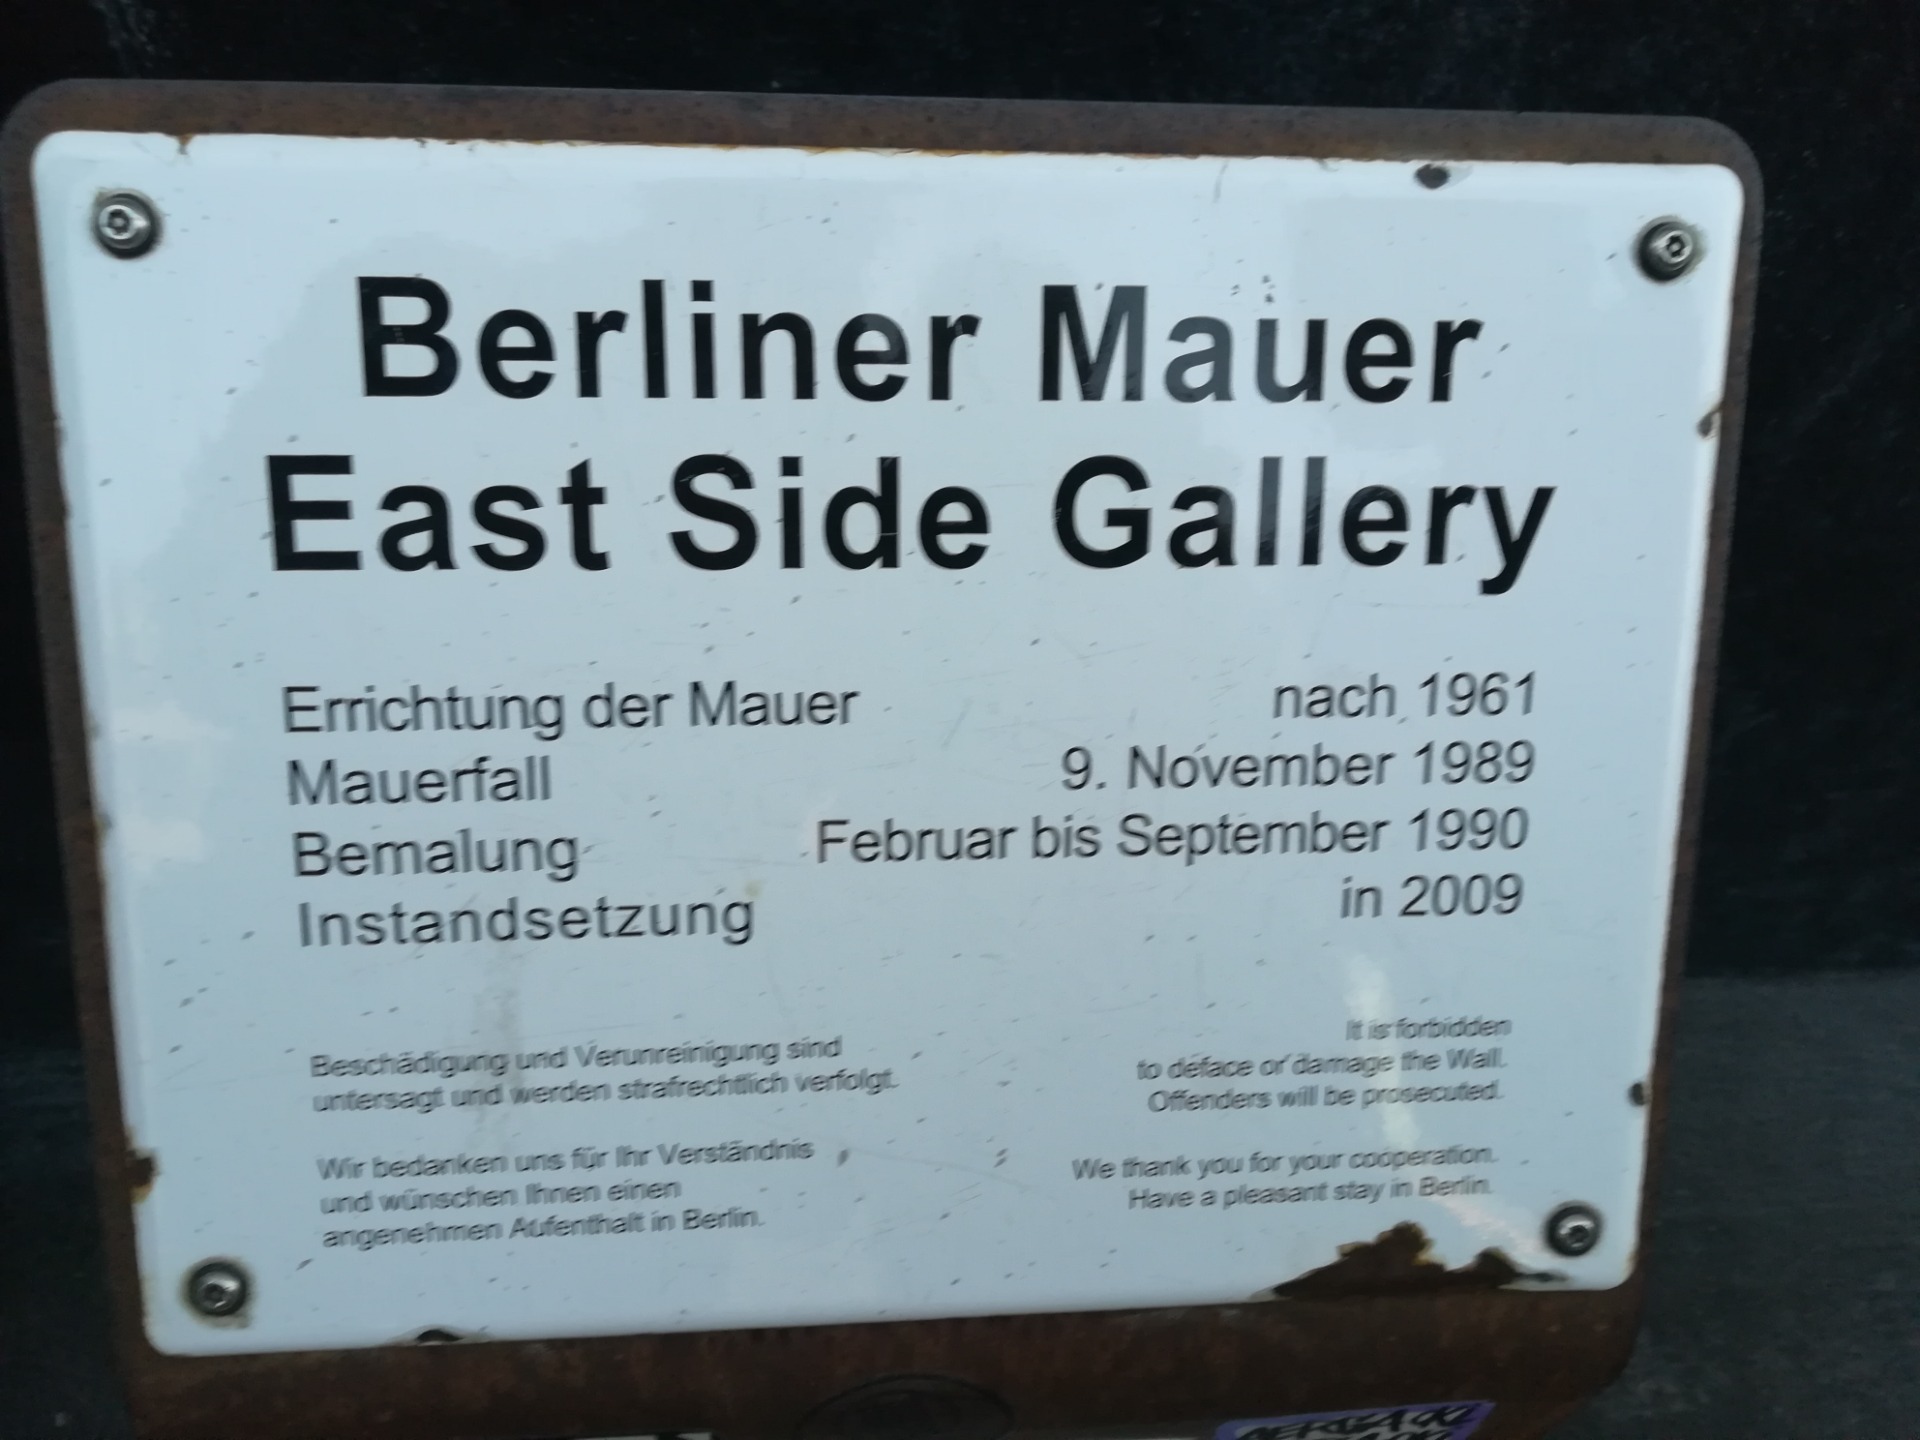 Berliner Mauer
East Side Gallery
Errichtung der Mauer nach 1961
Mauerfall 9. November 1989
Bemalung Februar bis September 1990
Instandsetzung in 2009
Beschädigung und Verunreinigung sind
untersagt und werden strafrechtlich verfolgt.
Wir bedanken uns für Ihr Verständnis
und wünschen Ihnen einen
angenehmen Aufenthalt in Berlin.
It is forbidden
to deface or damage the Wall.
Offenders will be prosecuted.
We thank you for your cooperation.
Have a pleasant stay in Berlin.